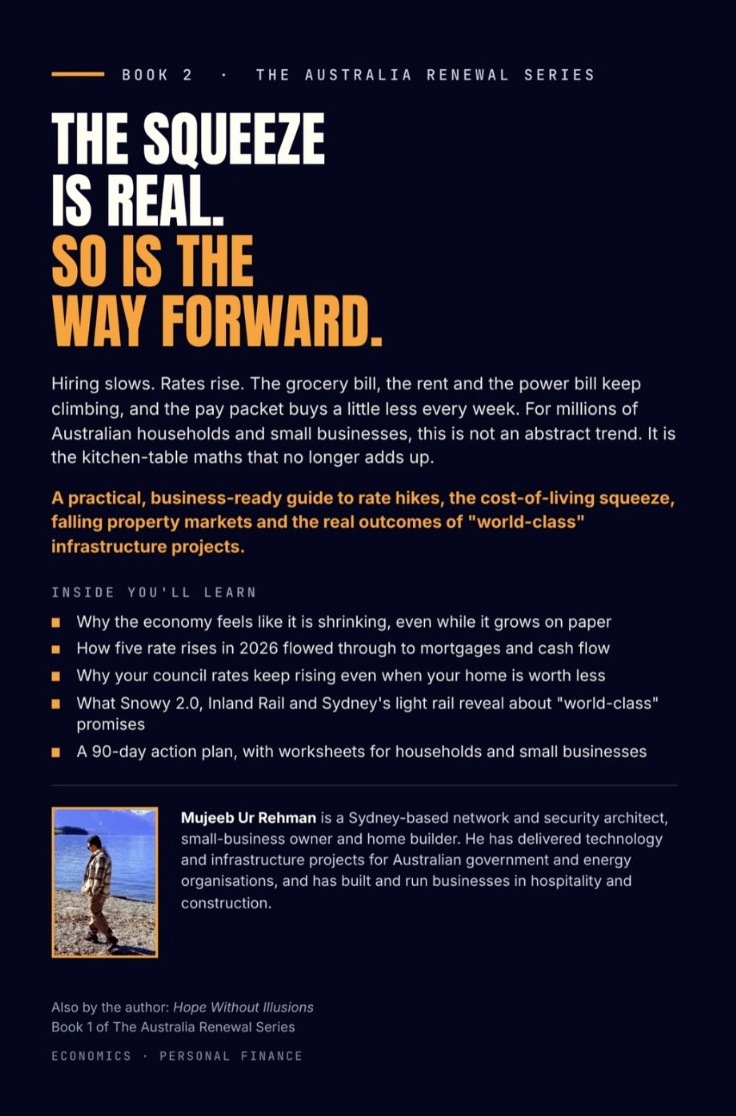 BOOK 2 · THE AUSTRALIA RENEWAL SERIES
THE SQUEEZE
IS REAL.
SO IS THE
WAY FORWARD.
Hiring slows. Rates rise. The grocery bill, the rent and the power bill keep
climbing, and the pay packet buys a little less every week. For millions of
Australian households and small businesses, this is not an abstract trend. It is
the kitchen-table maths that no longer adds up.
A practical, business-ready guide to rate hikes, the cost-of-living squeeze,
falling property markets and the real outcomes of "world-class"
infrastructure projects.
INSIDE YOU'LL LEARN
Why the economy feels like it is shrinking, even while it grows on paper
How five rate rises in 2026 flowed through to mortgages and cash flow
Why your council rates keep rising even when your home is worth less
What Snowy 2.0, Inland Rail and Sydney's light rail reveal about "world-class"
promises
A 90-day action plan, with worksheets for households and small businesses
Mujeeb Ur Rehman is a Sydney-based network and security architect,
small-business owner and home builder. He has delivered technology
and infrastructure projects for Australian government and energy
organisations, and has built and run businesses in hospitality and
construction.
Also by the author: Hope Without Illusions
Book 1 of The Australia Renewal Series
ECONOMICS · PERSONAL FINANCE